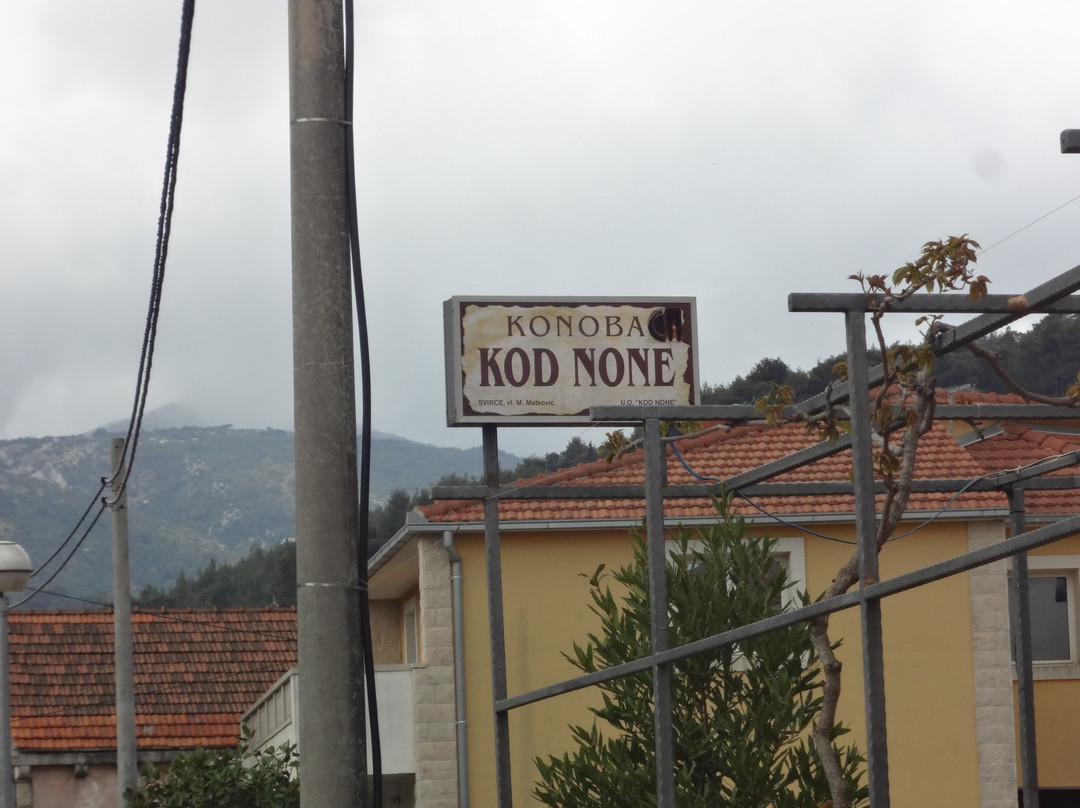 KONOBA
KOD NONE
SVIRCE, vl. M. Matković U.O. "KOD NONE"